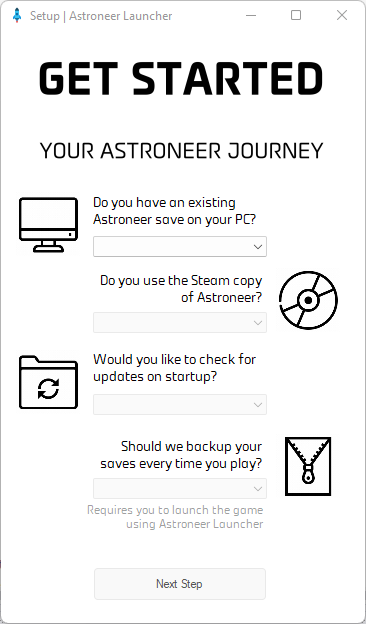 Setup | Astroneer Launcher
GET STARTED
YOUR ASTRONEER JOURNEY
Do you have an existing
Astroneer save on your PC?
Do you use the Steam copy
of Astroneer?
Would you like to check for
updates on startup?
Should we backup your
saves every time you play?
Requires you to launch the game
using Astroneer Launcher
Next Step